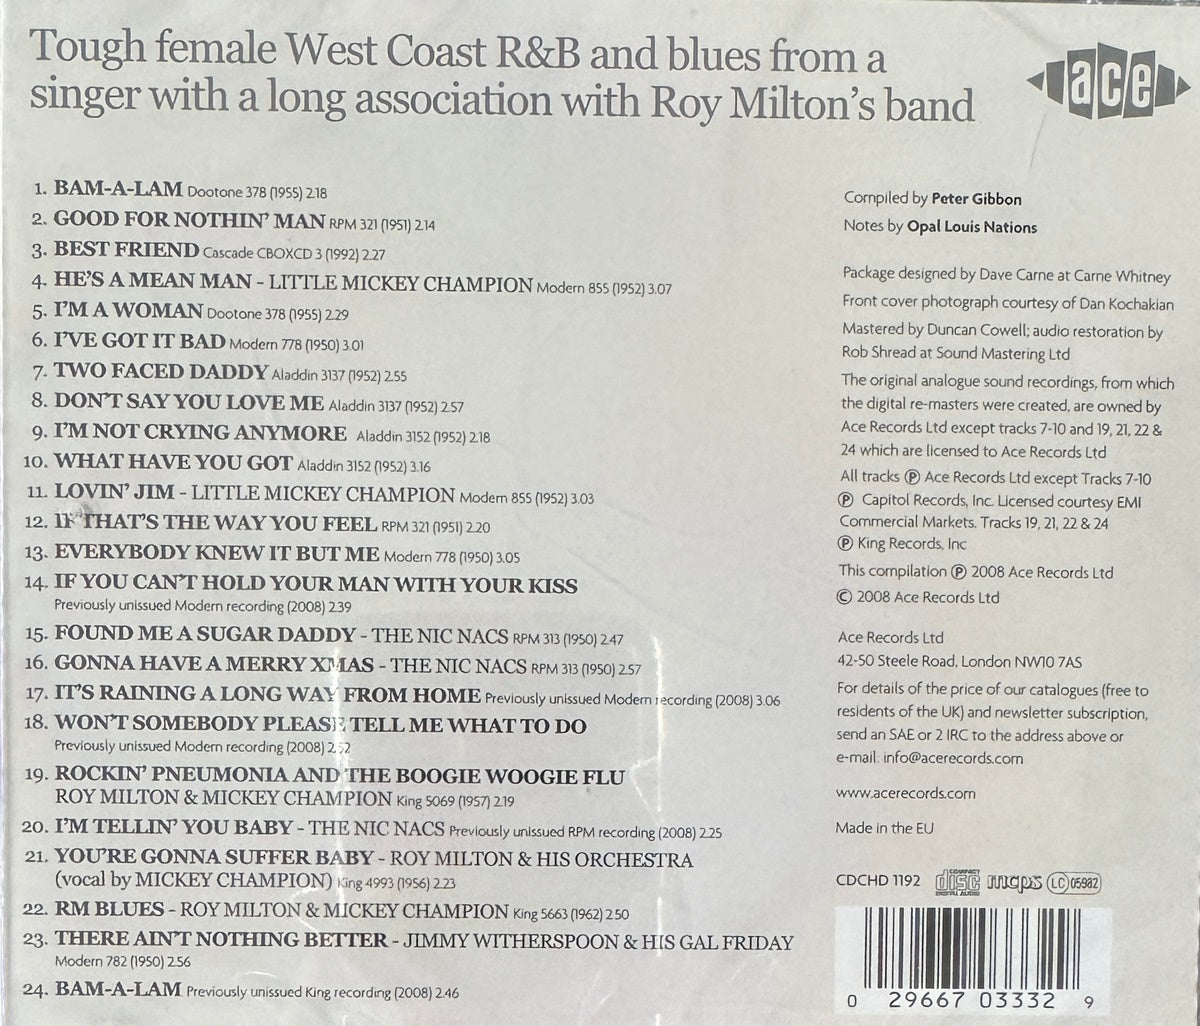 Tough female West Coast R&B and blues from a
singer with a long association with Roy Milton's band
ace
1. BAM-A-LAM Dootone 378 (1955) 2.18
2. GOOD FOR NOTHIN' MAN RPM 321 (1951) 2.14
3. BEST FRIEND Cascade CBOXCD 3 (1992) 2.27
4. HE'S A MEAN MAN - LITTLE MICKEY CHAMPION Modern 855 (1952) 3.07
5. I'M A WOMAN Dootone 378 (1955) 2.29
6. I'VE GOT IT BAD Modern 778 (1950) 3.01
7. TWO FACED DADDY Aladdin 3137 (1952) 2.55
8. DON'T SAY YOU LOVE ME Aladdin 3137 (1952) 2.57
9. I'M NOT CRYING ANYMORE Aladdin 3152 (1952) 2.18
10. WHAT HAVE YOU GOT Aladdin 3152 (1952) 3.16
11. LOVIN' JIM - LITTLE MICKEY CHAMPION Modern 855 (1952) 3.03
12. IF THAT'S THE WAY YOU FEEL RPM 321 (1951) 2.20
13. EVERYBODY KNEW IT BUT ME Modern 778 (1950) 3.05
14. IF YOU CAN'T HOLD YOUR MAN WITH YOUR KISS
Previously unissued Modern recording (2008) 2.39
15. FOUND ME A SUGAR DADDY - THE NIC NACS RPM 313 (1950) 2.47
16. GONNA HAVE A MERRY XMAS - THE NIC NACS RPM 313 (1950) 2.57
17. IT'S RAINING A LONG WAY FROM HOME Previously unissued Modern recording (2008) 3.06
18. WON'T SOMEBODY PLEASE TELL ME WHAT TO DO
Previously unissued Modern recording (2008) 2.52
19. ROCKIN' PNEUMONIA AND THE BOOGIE WOOGIE FLU
ROY MILTON & MICKEY CHAMPION King 5069 (1957) 2.19
20. I'M TELLIN' YOU BABY - THE NIC NACS Previously unissued RPM recording (2008) 2.25
21. YOU'RE GONNA SUFFER BABY - ROY MILTON & HIS ORCHESTRA
(vocal by MICKEY CHAMPION) King 4993 (1956) 2.23
22. RM BLUES - ROY MILTON & MICKEY CHAMPION King 5663 (1962) 2.50
23. THERE AIN'T NOTHING BETTER - JIMMY WITHERSPOON & HIS GAL FRIDAY
Modern 782 (1950) 2.56
24. BAM-A-LAM Previously unissued King recording (2008) 2.46
Compiled by Peter Gibbon
Notes by Opal Louis Nations
Package designed by Dave Carne at Carne Whitney
Front cover photograph courtesy of Dan Kochakian
Mastered by Duncan Cowell; audio restoration by
Rob Shread at Sound Mastering Ltd
The original analogue sound recordings, from which
the digital re-masters were created, are owned by
Ace Records Ltd except tracks 7-10 and 19, 21, 22 &
24 which are licensed to Ace Records Ltd
All tracks ℗ Ace Records Ltd except Tracks 7-10
℗ Capitol Records, Inc. Licensed courtesy EMI
Commercial Markets. Tracks 19, 21, 22 & 24
℗ King Records, Inc
This compilation ℗ 2008 Ace Records Ltd
© 2008 Ace Records Ltd
Ace Records Ltd
42-50 Steele Road, London NW10 7AS
For details of the price of our catalogues (free to
residents of the UK) and newsletter subscription,
send an SAE or 2 IRC to the address above or
e-mail: info@acerecords.com
www.acerecords.com
Made in the EU
CDCHD 1192 COMPACT disc DIGITAL AUDIO mcps LC 05982
0 29667 03332 9